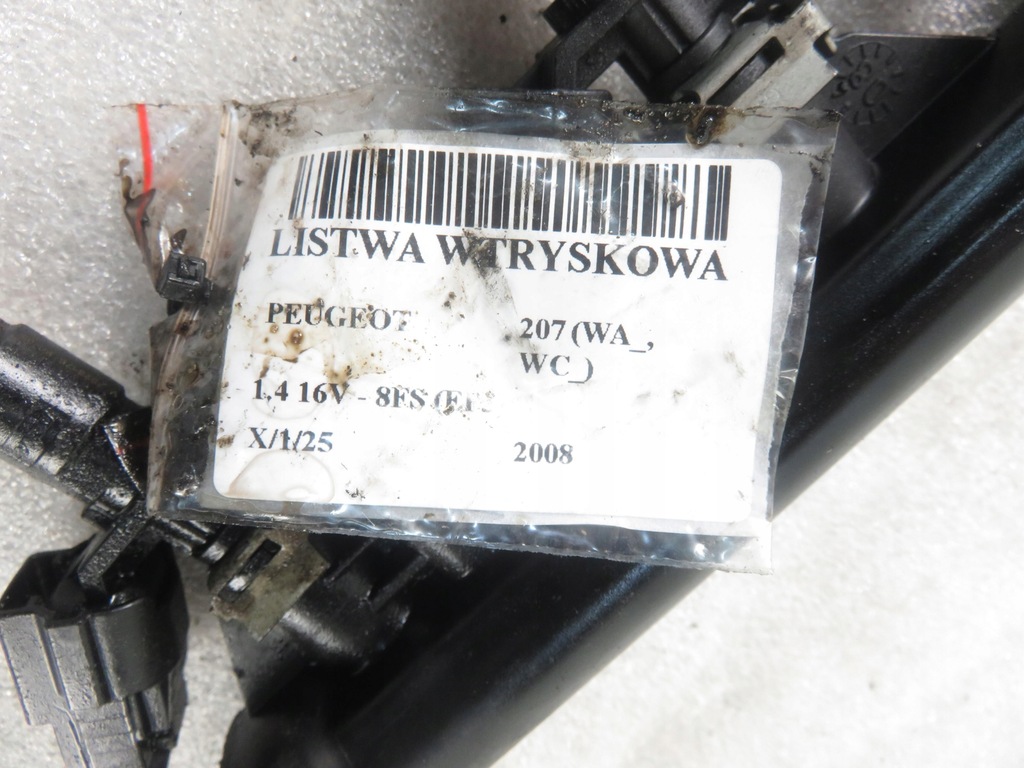 LISTWA WTRYSKOWA
PEUGEOT 207 (WA_,
WC_)
1.4 16V - 8FS
X/1/25 2008